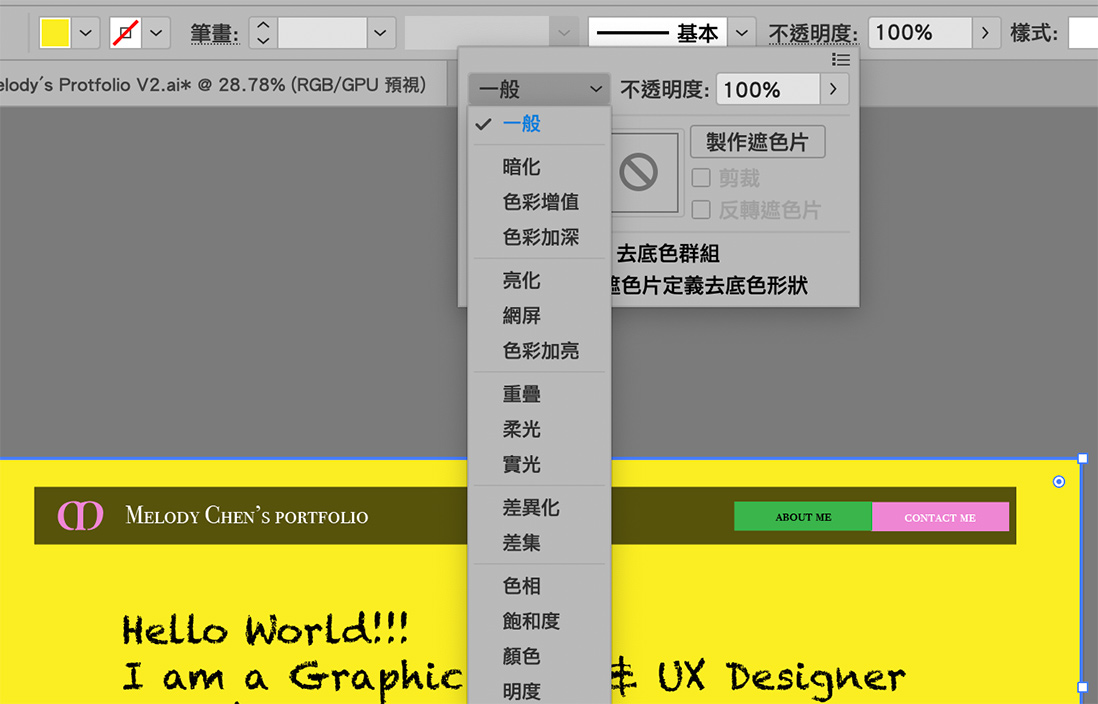 筆畫:
基本
不透明度: 100%
樣式:
elody's Protfolio V2.ai* @ 28.78% (RGB/GPU 預視)
一般
不透明度: 100%
製作遮色片
剪裁
反轉遮色片
去底色群組
遮色片定義去底色形狀
一般
暗化
色彩增值
色彩加深
亮化
網屏
色彩加亮
重疊
柔光
實光
差異化
差集
色相
飽和度
顏色
明度
MELODY CHEN'S PORTFOLIO
ABOUT ME
CONTACT ME
Hello World!!!
I am a Graphic & UX Designer